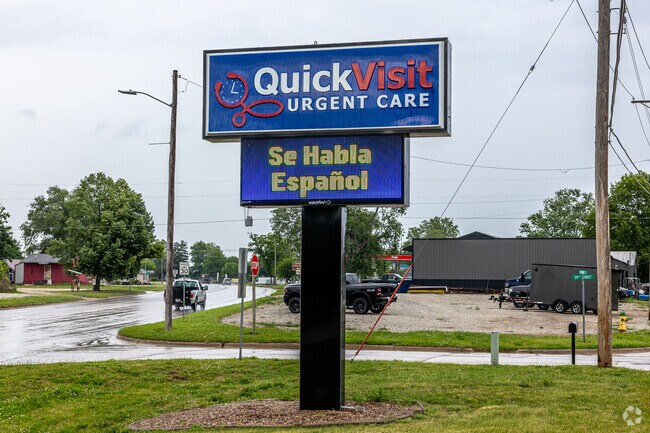 QuickVisit
URGENT CARE
Se Habla
Español